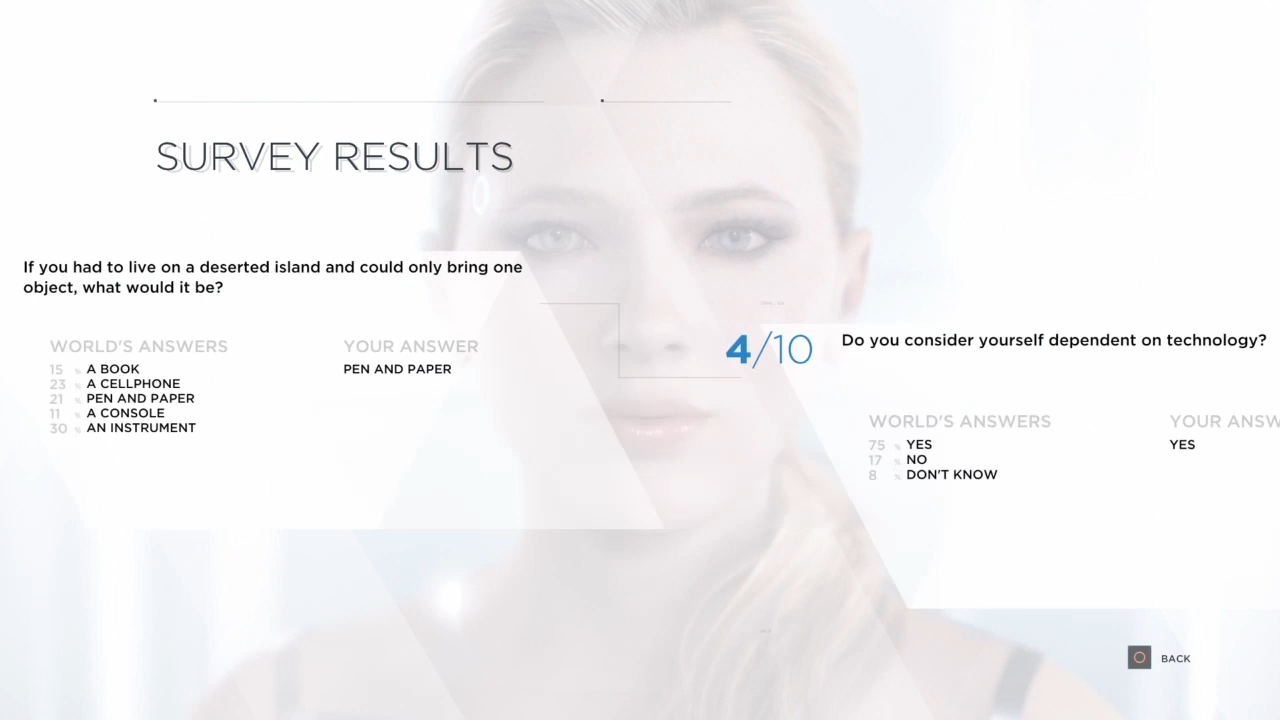 SURVEY RESULTS
If you had to live on a deserted island and could only bring one
object, what would it be?
WORLD'S ANSWERS
15 % A BOOK
23 % A CELLPHONE
21 % PEN AND PAPER
11 % A CONSOLE
30 % AN INSTRUMENT
YOUR ANSWER
PEN AND PAPER
4/10
Do you consider yourself dependent on technology?
WORLD'S ANSWERS
75 % YES
17 % NO
8 % DON'T KNOW
YOUR ANSW
YES
BACK